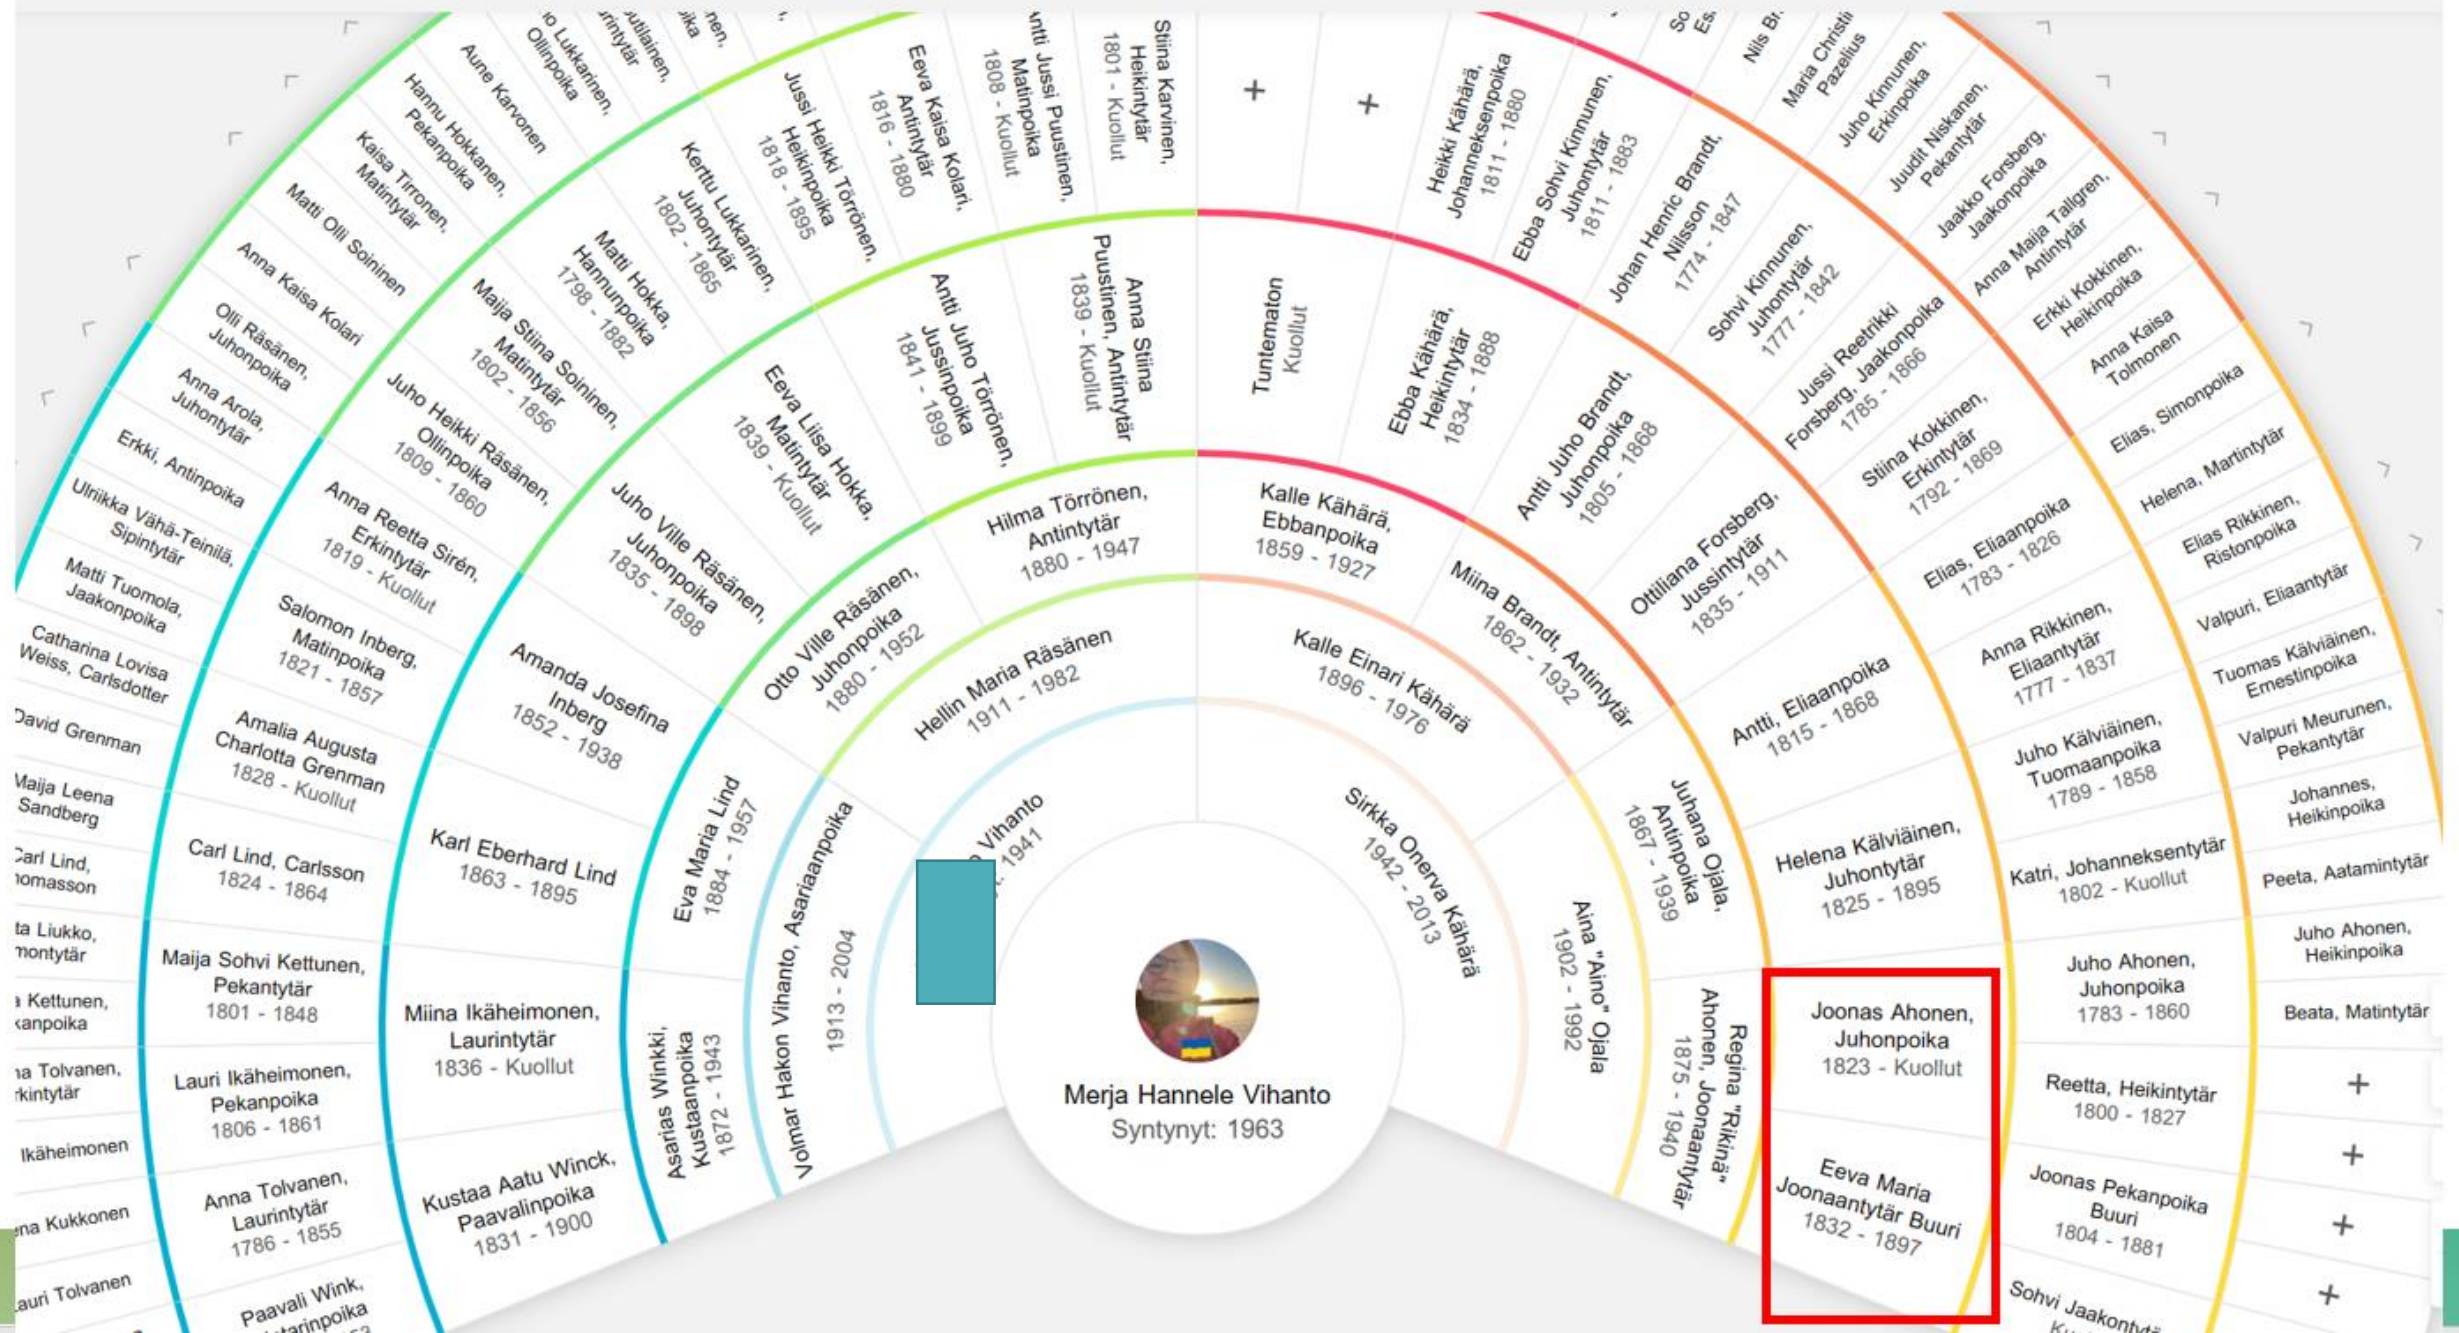 Merja Hannele Vihanto
Syntynyt: 1963
Vihanto
1941
Sirkka Onerva Kähärä
1942 - 2013
Volmar Hakon Vihanto, Asariaanpoika
1913 - 2004
Hellin Maria Räsänen
1911 - 1982
Kalle Einari Kähärä
1896 - 1976
Aina "Aino" Ojala
1902 - 1992
Asarias Winkki,
Kustaanpoika
1872 - 1943
Eva Maria Lind
1884 - 1957
Otto Ville Räsänen,
Juhonpoika
1880 - 1952
Hilma Törrönen,
Antintytär
1880 - 1947
Kalle Kähärä,
Ebbanpoika
1859 - 1927
Miina Brandt, Antintytär
1862 - 1932
Juhana Ojala,
Antinpoika
1867 - 1939
Regina "Rikinä"
Ahonen, Joonaantytär
1875 - 1940
Kustaa Aatu Winck,
Paavalinpoika
1831 - 1900
Miina Ikäheimonen,
Laurintytär
1836 - Kuollut
Karl Eberhard Lind
1863 - 1895
Amanda Josefina
Inberg
1852 - 1938
Juho Ville Räsänen,
Juhonpoika
1835 - 1898
Eeva Liisa Hokka,
Matintytär
1839 - Kuollut
Antti Juho Törrönen,
Jussinpoika
1841 - 1899
Anna Stiina
Puustinen, Antintytär
1839 - Kuollut
Tuntematon
Kuollut
Ebba Kähärä,
Heikintytär
1834 - 1888
Antti Juho Brandt,
Juhonpoika
1805 - 1868
Ottiliana Forsberg,
Jussintytär
1835 - 1911
Antti, Eliaanpoika
1815 - 1868
Helena Kälviäinen,
Juhontytär
1825 - 1895
Joonas Ahonen,
Juhonpoika
1823 - Kuollut
Eeva Maria
Joonaantytär Buuri
1832 - 1897
Paavali Wink,
Anna Tolvanen,
Laurintytär
1786 - 1855
Lauri Ikäheimonen,
Pekanpoika
1806 - 1861
Maija Sohvi Kettunen,
Pekantytär
1801 - 1848
Carl Lind, Carlsson
1824 - 1864
Amalia Augusta
Charlotta Grenman
1828 - Kuollut
Salomon Inberg,
Matinpoika
1821 - 1857
Anna Reetta Sirén,
Erkintytär
1819 - Kuollut
Juho Heikki Räsänen,
Ollinpoika
1809 - 1860
Maija Stiina Soininen,
Matintytär
1802 - 1856
Matti Hokka,
Hannunpoika
1798 - 1882
Kerttu Lukkarinen,
Juhontytär
1802 - 1865
Jussi Heikki Törrönen,
Heikinpoika
1818 - 1895
Eeva Kaisa Kolari,
Antintytär
1816 - 1880
Antti Jussi Puustinen,
Matinpoika
1808 - Kuollut
Stiina Karvinen,
Heikintytär
1801 - Kuollut
+
+
Heikki Kähärä,
Johanneksenpoika
1811 - 1880
Ebba Sohvi Kinnunen,
Juhontytär
1811 - 1883
Johan Henric Brandt,
Nilsson
1774 - 1847
Sohvi Kinnunen,
Juhontytär
1777 - 1842
Jussi Reetrikki
Forsberg, Jaakonpoika
1785 - 1866
Stiina Kokkinen,
Erkintytär
1792 - 1869
Elias, Eliaanpoika
1783 - 1826
Anna Rikkinen,
Eliaantytär
1777 - 1837
Juho Kälviäinen,
Tuomaanpoika
1789 - 1858
Katri, Johanneksentytär
1802 - Kuollut
Juho Ahonen,
Juhonpoika
1783 - 1860
Reetta, Heikintytär
1800 - 1827
Joonas Pekanpoika
Buuri
1804 - 1881
Sohvi
Lauri Tolvanen
Kukkonen
Ikäheimonen
Tolvanen,
Kettunen,
Liukko,
Carl Lind,
Maija Leena
Sandberg
David Grenman
Catharina Lovisa
Weiss, Carlsdotter
Matti Tuomola,
Jaakonpoika
Ulriikka Vähä-Teinilä,
Sipintytär
Erkki, Antinpoika
Anna Arola,
Juhontytär
Olli Räsänen,
Juhonpoika
Anna Kaisa Kolari
Matti Olli Soininen
Kaisa Tirronen,
Matintytär
Hannu Hokkanen,
Pekanpoika
Aune Karvonen
Lukkarinen,
Ollinpoika
Nils
Maria
Pazelius
Juho Kinnunen,
Erkinpoika
Juudit Niskanen,
Pekantytär
Jaakko Forsberg,
Jaakonpoika
Anna Maija Tallgren,
Antintytär
Erkki Kokkinen,
Heikinpoika
Anna Kaisa
Tolmonen
Elias, Simonpoika
Helena, Martintytär
Elias Rikkinen,
Ristonpoika
Valpuri, Eliaantytär
Tuomas Kälviäinen,
Ernestinpoika
Valpuri Meurunen,
Pekantytär
Johannes,
Heikinpoika
Peeta, Aatamintytär
Juho Ahonen,
Heikinpoika
Beata, Matintytär
+
+
+
+